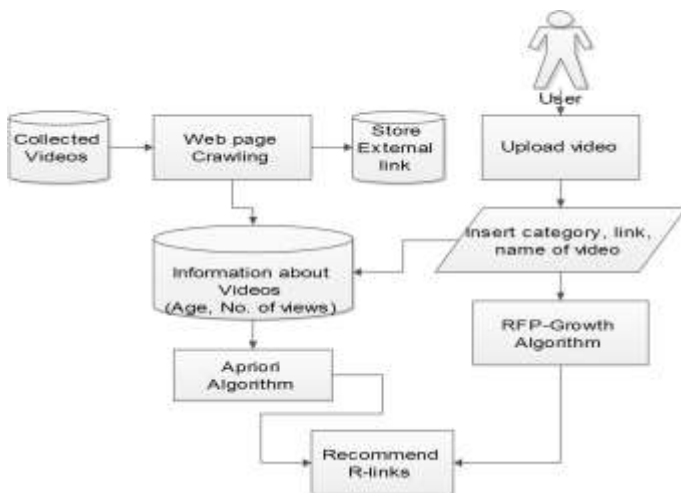 User
Collected
Videos
Web page
Crawling
Store
External
link
Upload video
Insert category, link,
name of video
Information about
Videos
(Age, No. of views)
RFP-Growth
Algorithm
Apriori
Algorithm
Recommend
R-links